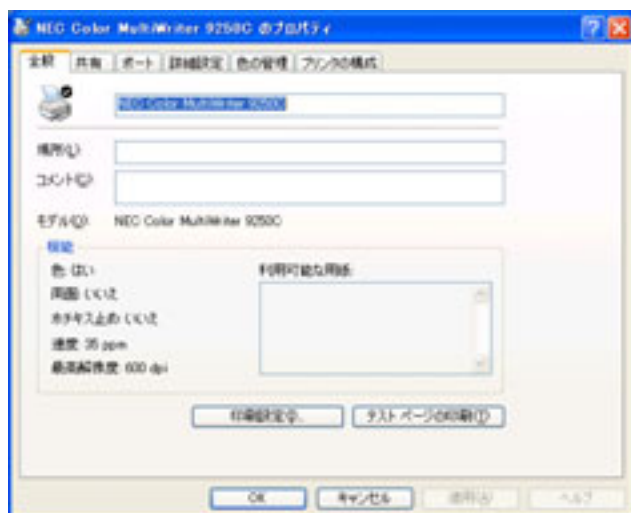 NEC Color MultiWriter 9250C のプロパティ
全般 共有 ポート 詳細設定 色の管理 プリンタの構成
NEC Color MultiWriter 9250C
場所(L)
コメント(C)
モデル(O): NEC Color MultiWriter 9250C
機能
色: はい 利用可能な用紙:
両面: いいえ
ホチキス止め: いいえ
速度: 35 ppm
最高解像度: 600 dpi
印刷設定(I)... テスト ページの印刷(T)
OK キャンセル 適用(A) ヘルプ